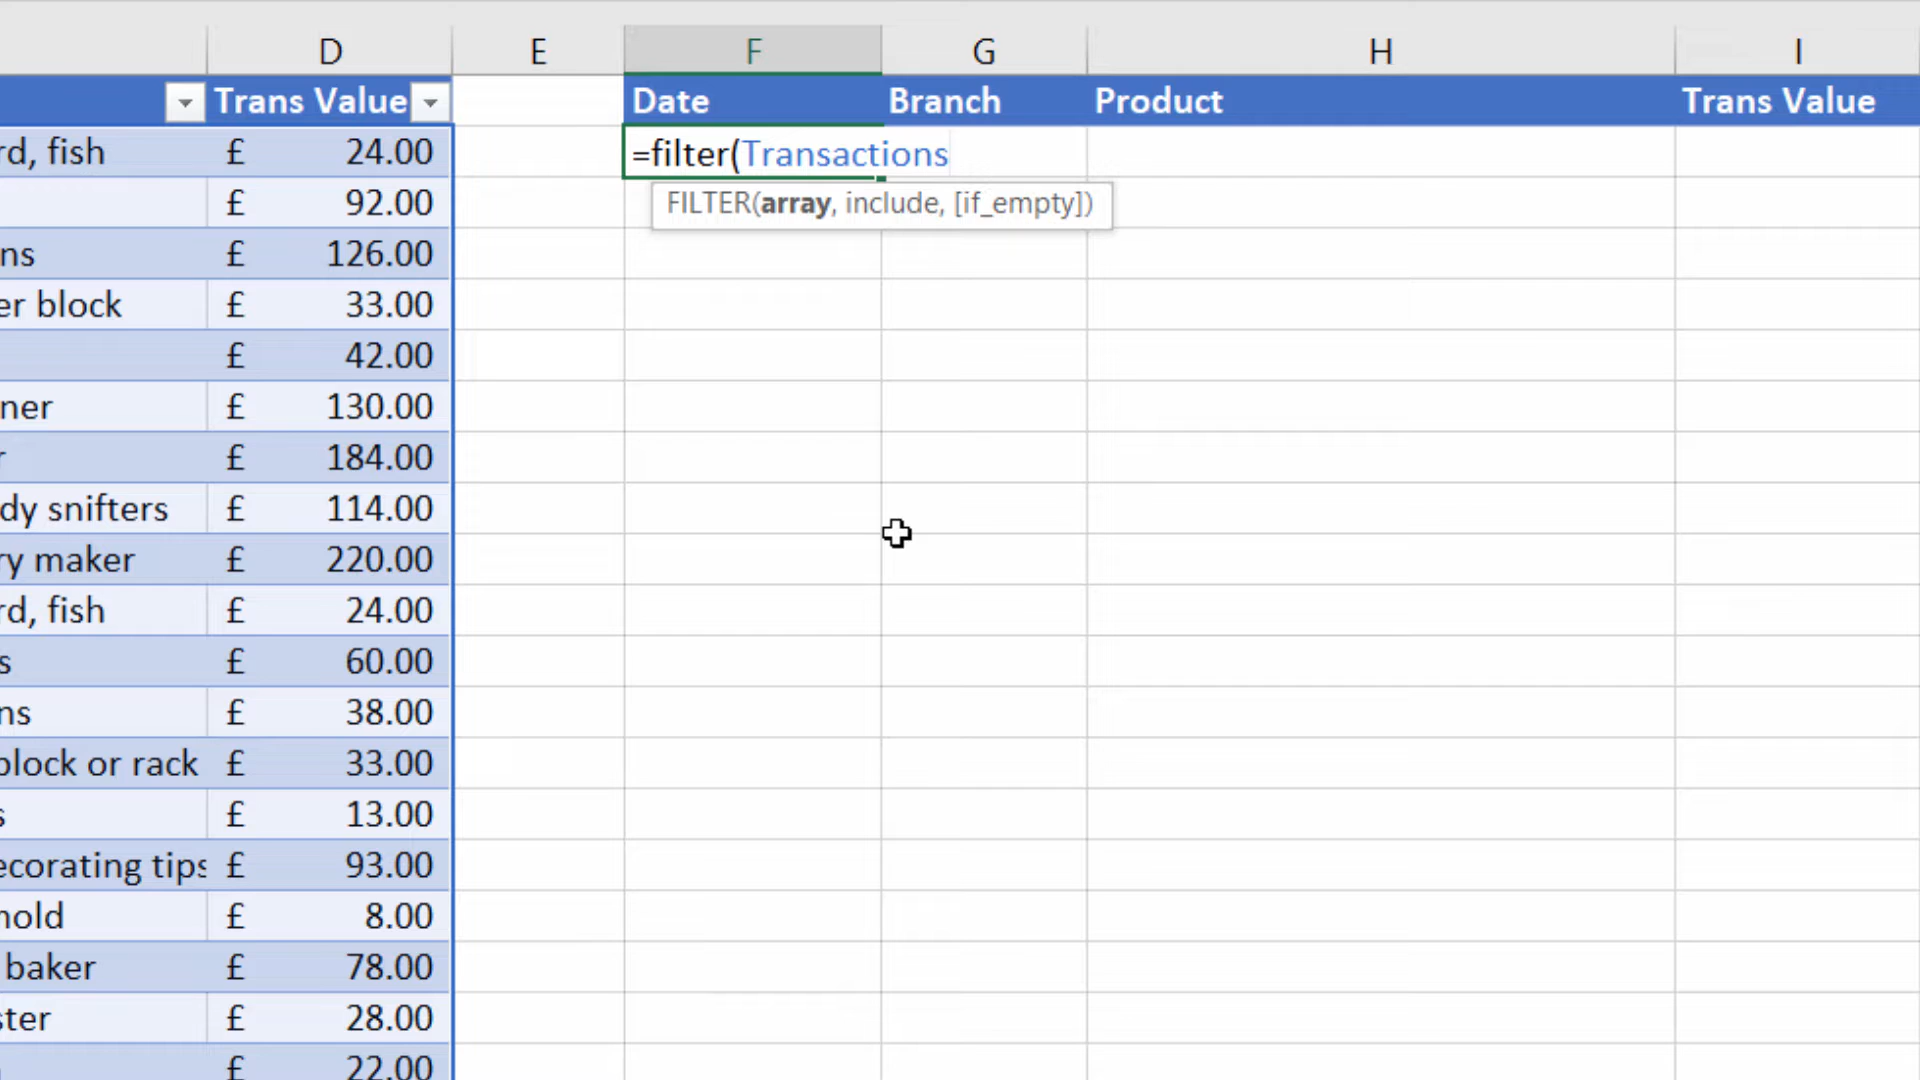 D E F G H I
Trans Value Date Branch Product Trans Value
rd, fish £ 24.00 =filter(Transactions
£ 92.00 FILTER(array, include, [if_empty])
ns £ 126.00
er block £ 33.00
£ 42.00
ner £ 130.00
r £ 184.00
dy snifters £ 114.00
ry maker £ 220.00
rd, fish £ 24.00
s £ 60.00
ns £ 38.00
block or rack £ 33.00
s £ 13.00
ecorating tips £ 93.00
mold £ 8.00
baker £ 78.00
ster £ 28.00
£ 22.00